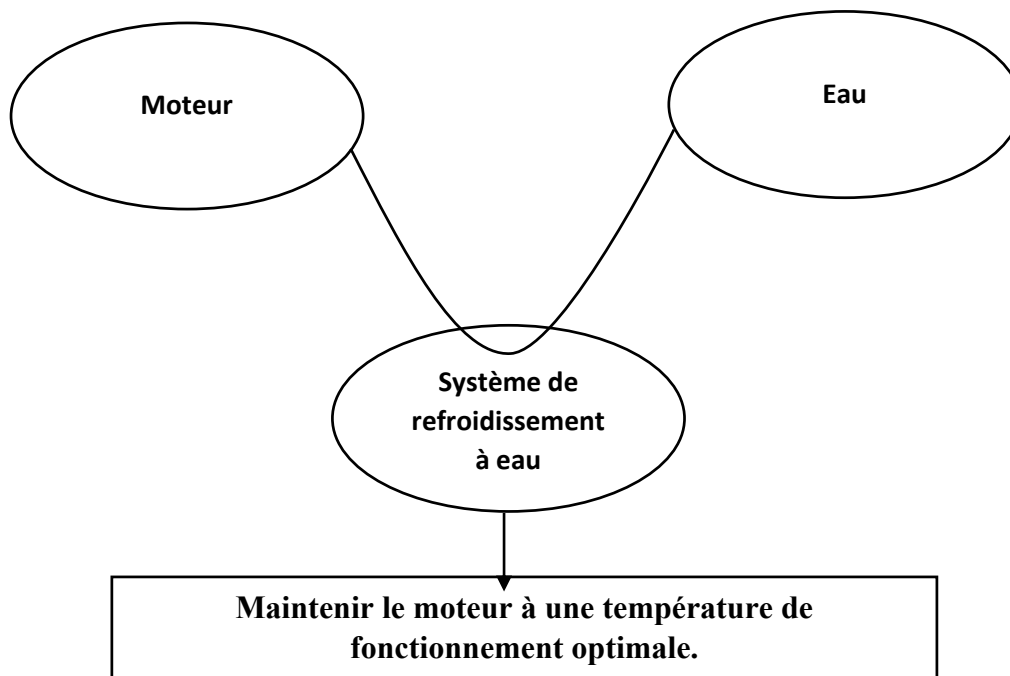 Moteur
Eau
Système de
refroidissement
à eau
Maintenir le moteur à une température de
fonctionnement optimale.